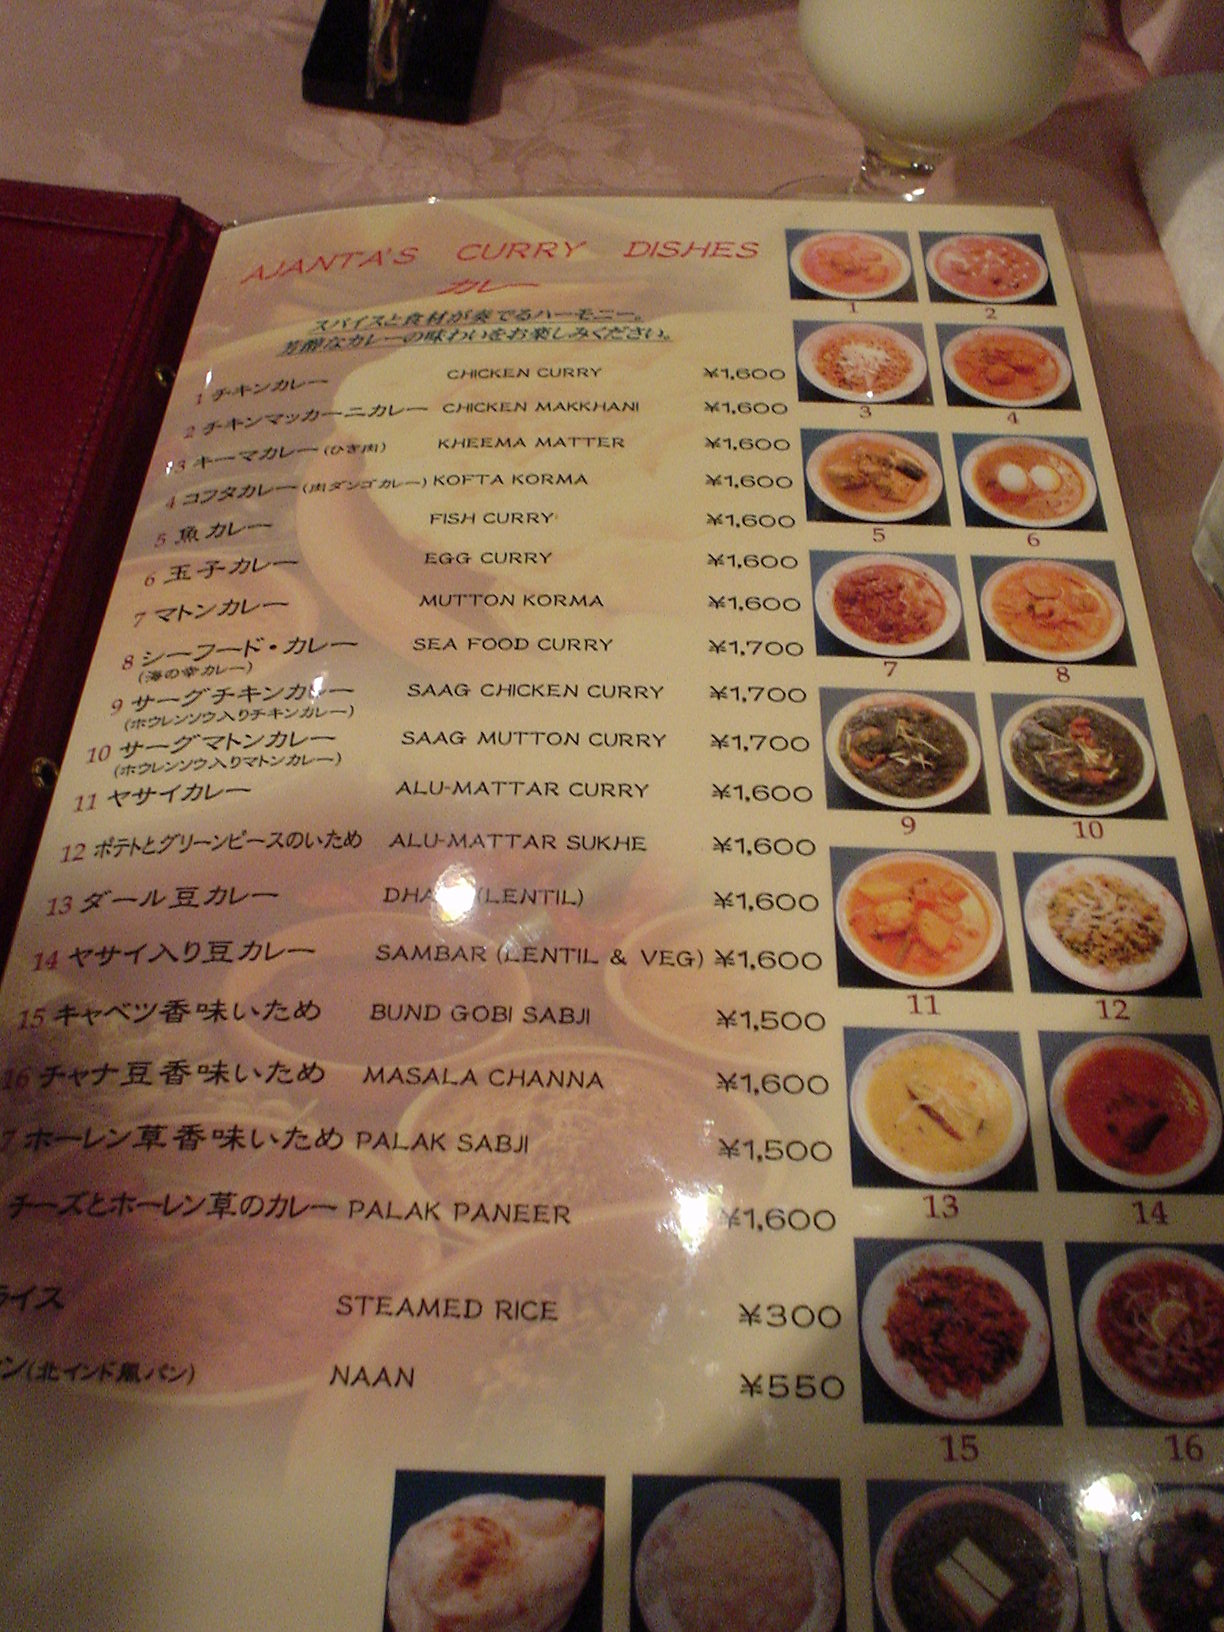 AJANTA'S CURRY DISHES
カレー
スパイスと食材が奏でるハーモニー。
芳醇なカレーの味わいをお楽しみください。
1 チキンカレー CHICKEN CURRY ¥1,600
2 チキンマッカーニカレー CHICKEN MAKKHANI ¥1,600
3 キーマカレー(ひき肉) KHEEMA MATTER ¥1,600
4 コフタカレー(肉ダンゴカレー) KOFTA KORMA ¥1,600
5 魚カレー FISH CURRY ¥1,600
6 玉子カレー EGG CURRY ¥1,600
7 マトンカレー MUTTON KORMA ¥1,600
8 シーフード・カレー SEA FOOD CURRY ¥1,700
(海の幸カレー)
9 サーグチキンカレー SAAG CHICKEN CURRY ¥1,700
(ホウレンソウ入りチキンカレー)
10 サーグマトンカレー SAAG MUTTON CURRY ¥1,700
(ホウレンソウ入りマトンカレー)
11 ヤサイカレー ALU-MATTAR CURRY ¥1,600
12 ポテトとグリーンピースのいため ALU-MATTAR SUKHE ¥1,600
13 ダール豆カレー (LENTIL) ¥1,600
14 ヤサイ入り豆カレー SAMBAR (LENTIL & VEG) ¥1,600
15 キャベツ香味いため BUND GOBI SABJI ¥1,500
16 チャナ豆香味いため MASALA CHANNA ¥1,600
7 ホーレン草香味いため PALAK SABJI ¥1,500
チーズとホーレン草のカレー PALAK PANEER ¥1,600
ライス STEAMED RICE ¥300
ン(北インド風パン) NAAN ¥550
1 2
3 4
5 6
7 8
9 10
11 12
13 14
15 16